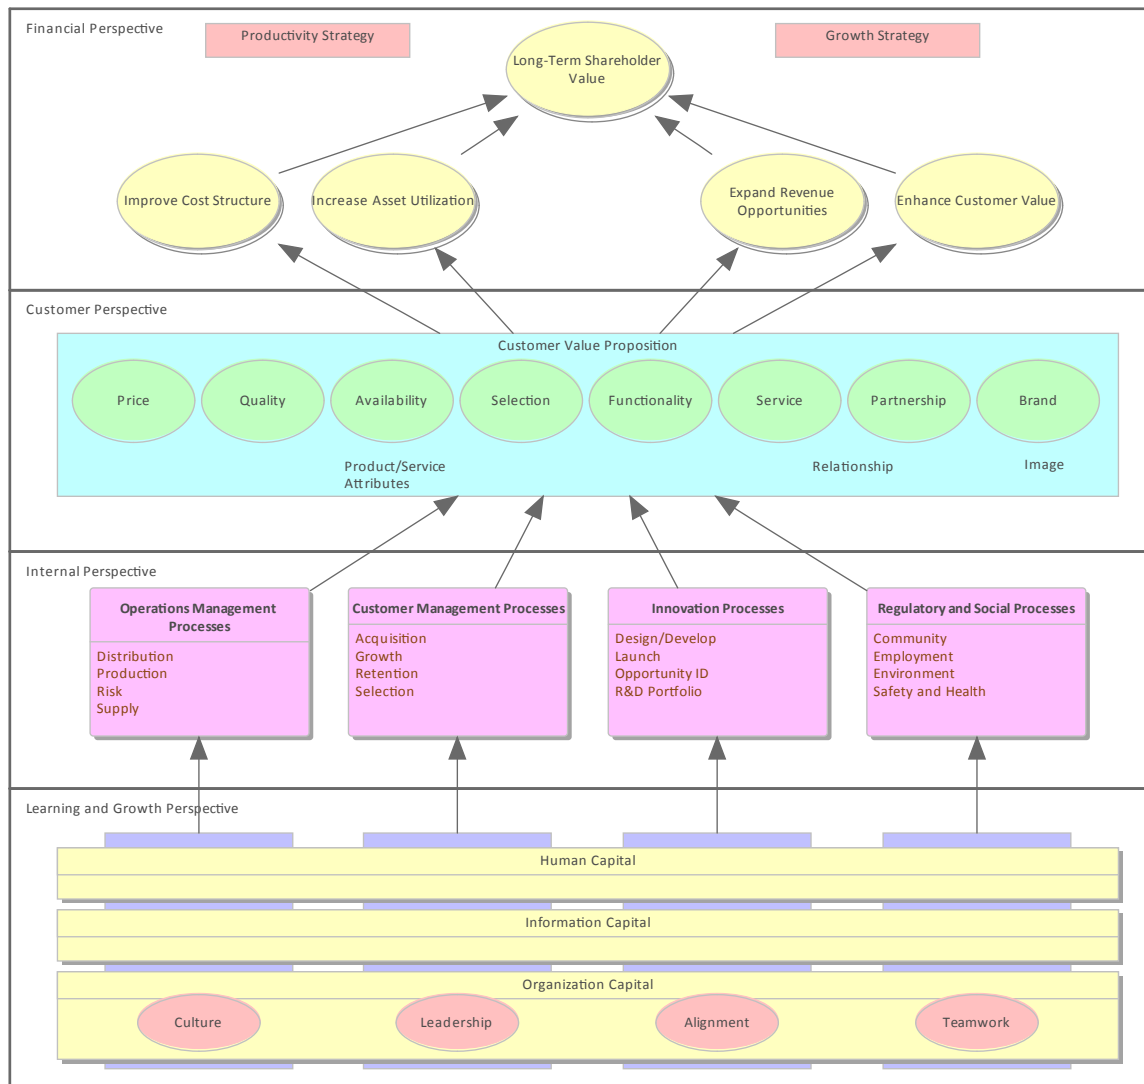 Financial Perspective
Productivity Strategy
Growth Strategy
Long-Term Shareholder
Value
Improve Cost Structure
Increase Asset Utilization
Expand Revenue
Opportunities
Enhance Customer Value
Customer Perspective
Customer Value Proposition
Price
Quality
Availability
Selection
Functionality
Service
Partnership
Brand
Product/Service
Attributes
Relationship
Image
Internal Perspective
Operations Management
Processes
Distribution
Production
Risk
Supply
Customer Management Processes
Acquisition
Growth
Retention
Selection
Innovation Processes
Design/Develop
Launch
Opportunity ID
R&D Portfolio
Regulatory and Social Processes
Community
Employment
Environment
Safety and Health
Learning and Growth Perspective
Human Capital
Information Capital
Organization Capital
Culture
Leadership
Alignment
Teamwork